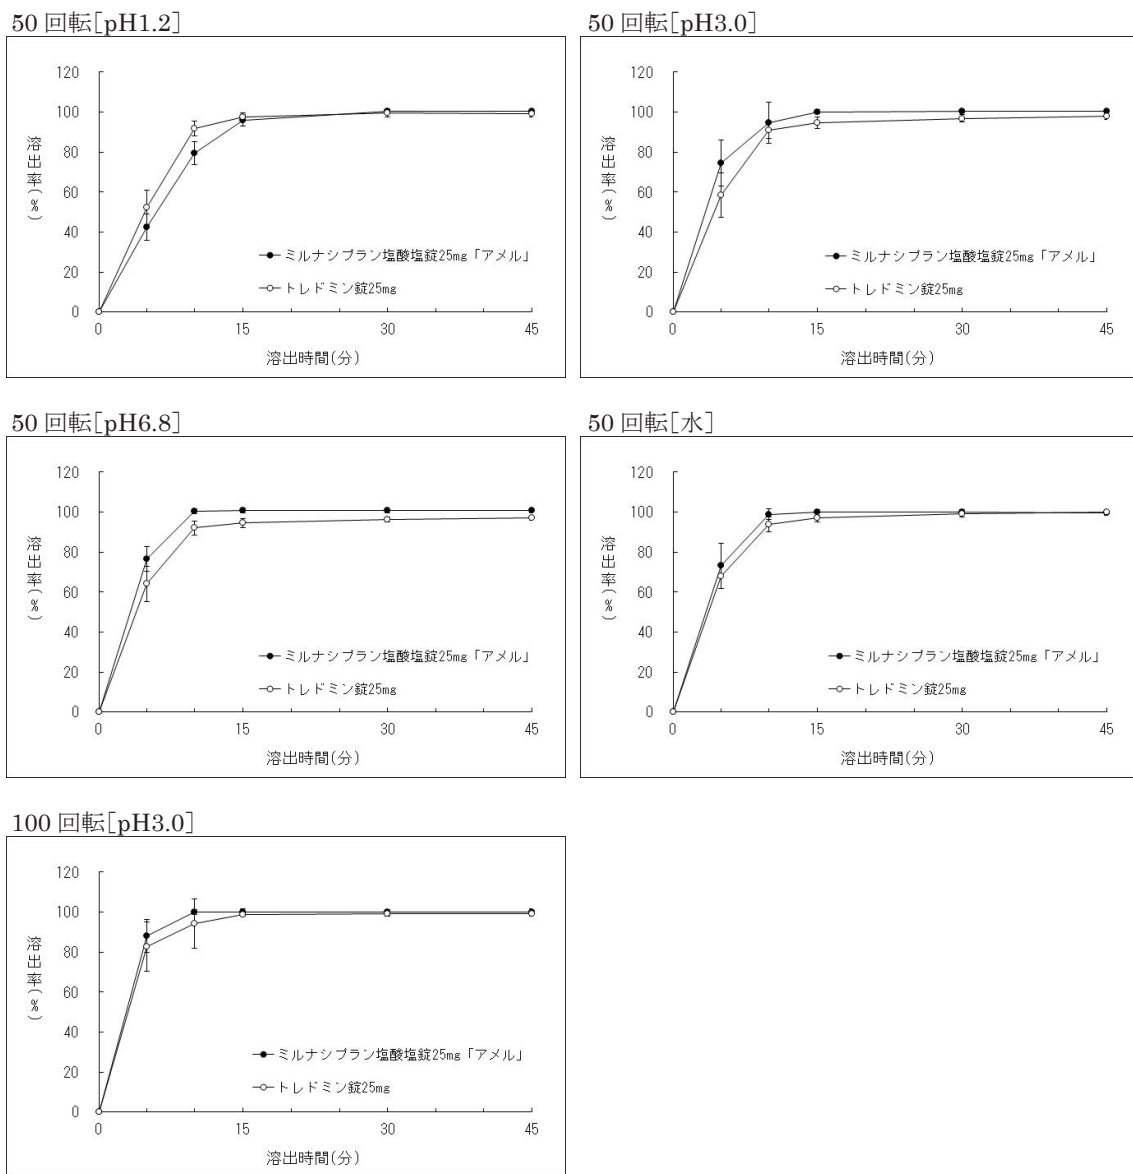 50 回転[pH1.2]
120
100
80
60
40
20
0
溶出率(%)
ミルナシプラン塩酸塩錠25mg「アメル」
トレドミン錠25mg
0 15 30 45
溶出時間(分)
50 回転[pH3.0]
120
100
80
60
40
20
0
溶出率(%)
ミルナシプラン塩酸塩錠25mg「アメル」
トレドミン錠25mg
0 15 30 45
溶出時間(分)
50 回転[pH6.8]
120
100
80
60
40
20
0
溶出率(%)
ミルナシプラン塩酸塩錠25mg「アメル」
トレドミン錠25mg
0 15 30 45
溶出時間(分)
50 回転[水]
120
100
80
60
40
20
0
溶出率(%)
ミルナシプラン塩酸塩錠25mg「アメル」
トレドミン錠25mg
0 15 30 45
溶出時間(分)
100 回転[pH3.0]
120
100
80
60
40
20
0
溶出率(%)
ミルナシプラン塩酸塩錠25mg「アメル」
トレドミン錠25mg
0 15 30 45
溶出時間(分)